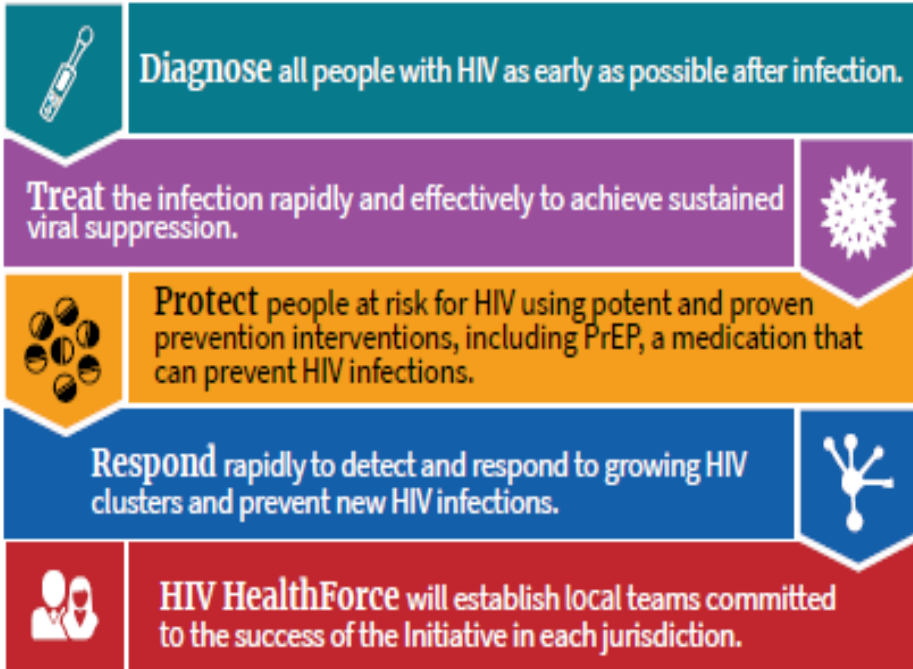 Diagnose all people with HIV as early as possible after infection.
Treat the infection rapidly and effectively to achieve sustained
viral suppression.
Protect people at risk for HIV using potent and proven
prevention interventions, including PrEP, a medication that
can prevent HIV infections.
Respond rapidly to detect and respond to growing HIV
clusters and prevent new HIV infections.
HIV HealthForce will establish local teams committed
to the success of the Initiative in each jurisdiction.